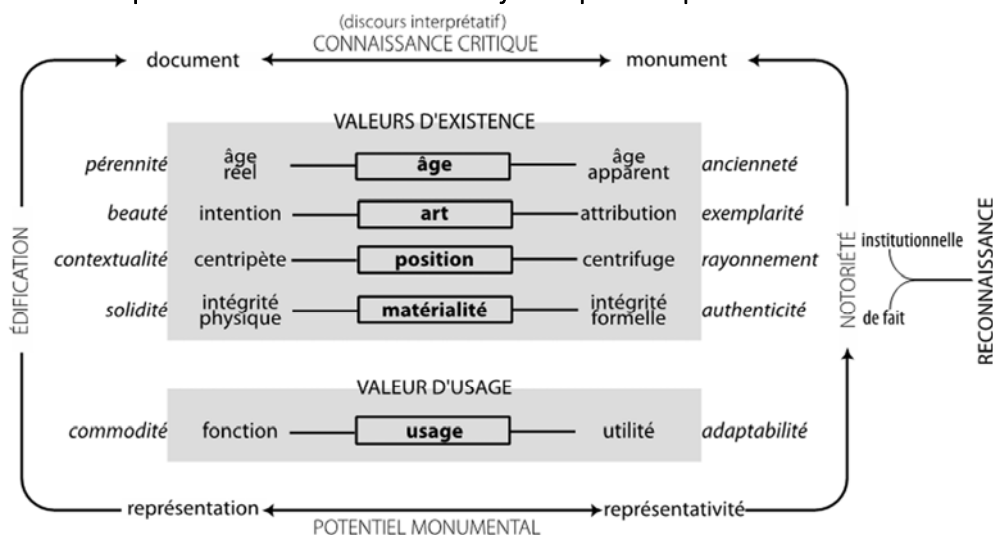 (discours interprétatif)
CONNAISSANCE CRITIQUE
document
monument
VALEURS D'EXISTENCE
pérennité âge réel âge âge apparent ancienneté
beauté intention art attribution exemplarité
contextualité centripète position centrifuge rayonnement
solidité intégrité physique matérialité intégrité formelle authenticité
ÉDIFICATION
NOTORIÉTÉ
institutionnelle
de fait
RECONNAISSANCE
VALEUR D'USAGE
commodité fonction usage utilité adaptabilité
représentation
représentativité
POTENTIEL MONUMENTAL